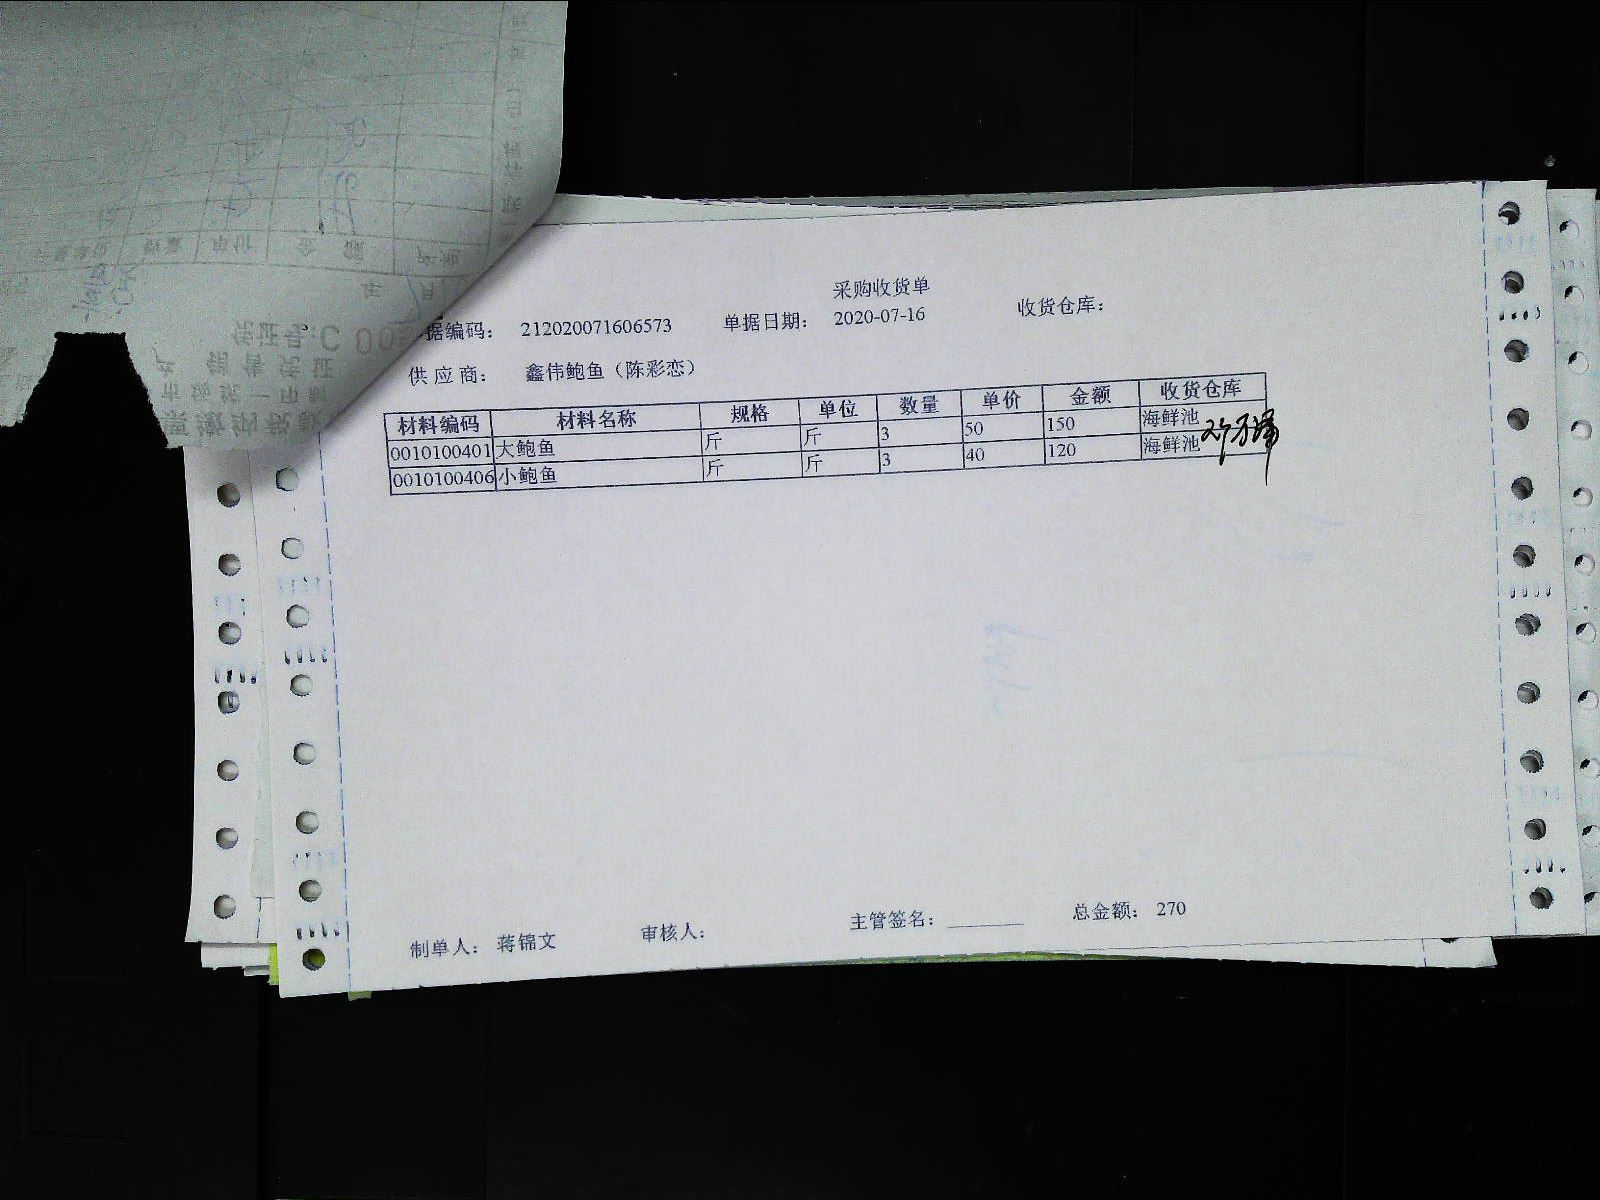 采购收货单
据编码： 212020071606573 单据日期： 2020-07-16 收货仓库：
供应商： 鑫伟鲍鱼（陈彩恋）
材料编码 材料名称 规格 单位 数量 单价 金额 收货仓库
0010100401 大鲍鱼 斤 斤 3 50 150 海鲜池
0010100406 小鲍鱼 斤 斤 3 40 120 海鲜池
制单人： 蒋锦文 审核人： 主管签名： 总金额： 270